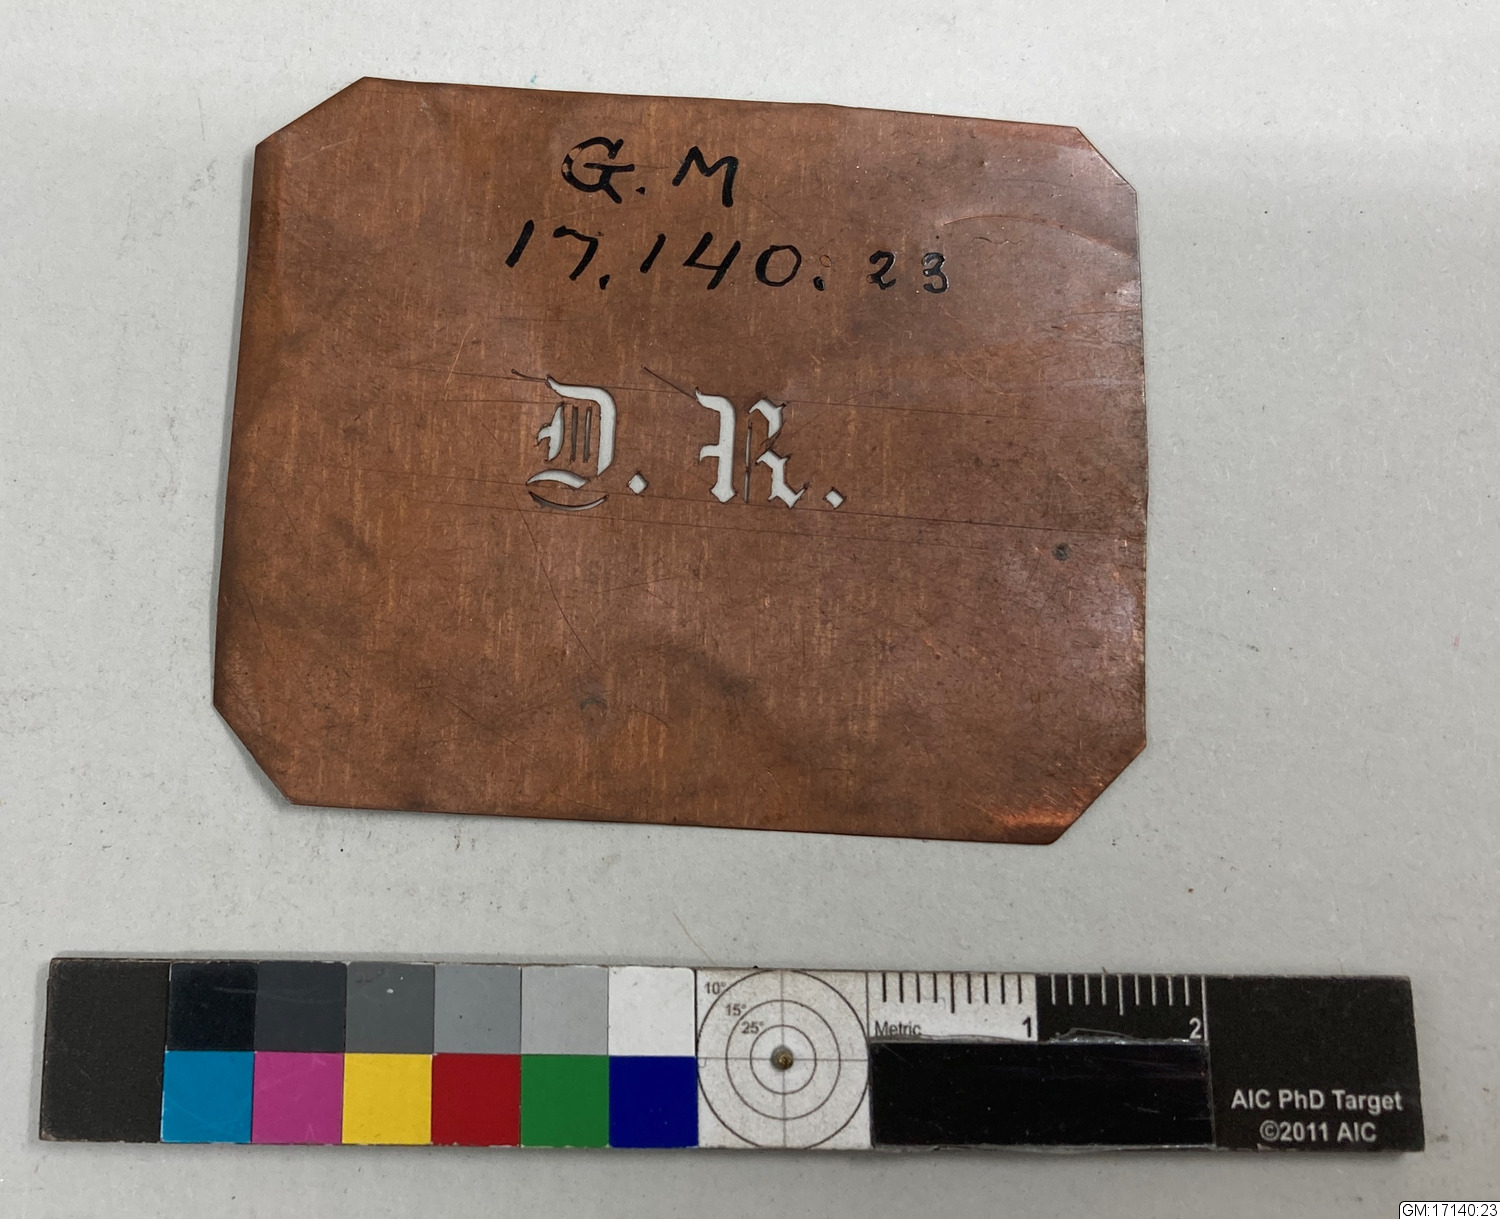 G. M
17.140: 23
D. R.
10° 15° 25°
Metric 1 2
AIC PhD Target
©2011 AIC
GM:17140:23